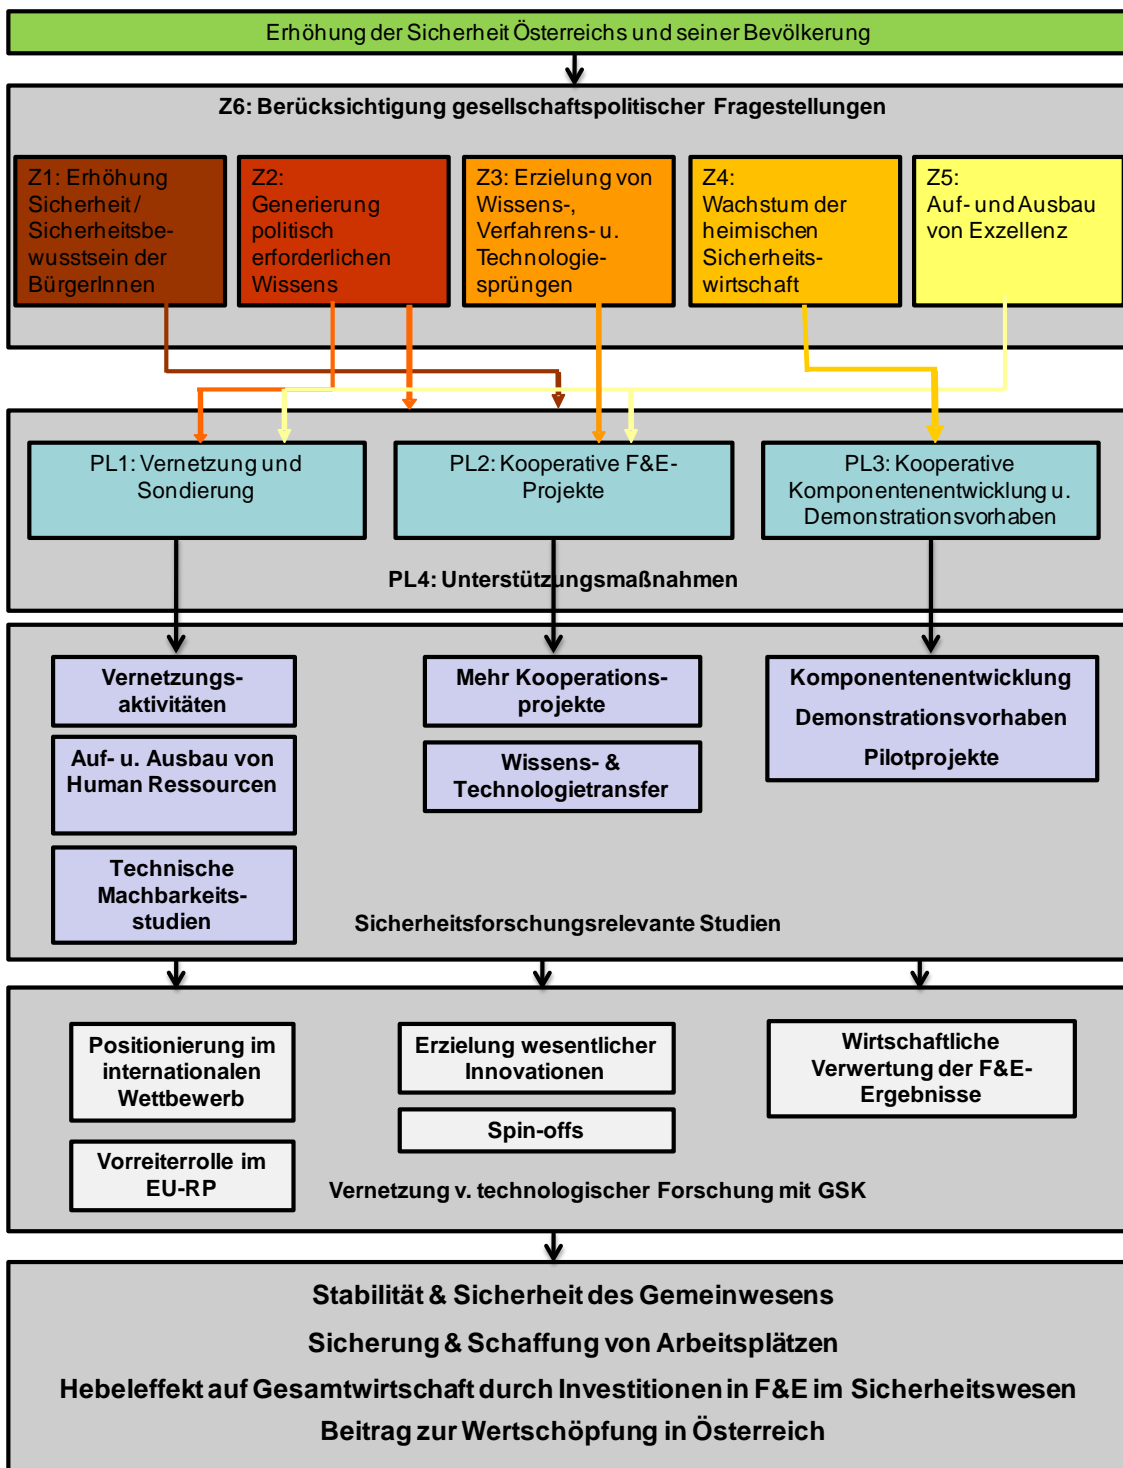 Erhöhung der Sicherheit Österreichs und seiner Bevölkerung
Z6: Berücksichtigung gesellschaftspolitischer Fragestellungen
Z1: Erhöhung
Sicherheit /
Sicherheitsbe-
wusstsein der
BürgerInnen
Z2:
Generierung
politisch
erforderlichen
Wissens
Z3: Erzielung von
Wissens-,
Verfahrens- u.
Technologie-
sprüngen
Z4:
Wachstum der
heimischen
Sicherheits-
wirtschaft
Z5:
Auf- und Ausbau
von Exzellenz
PL1: Vernetzung und
Sondierung
PL2: Kooperative F&E-
Projekte
PL3: Kooperative
Komponentenentwicklung u.
Demonstrationsvorhaben
PL4: Unterstützungsmaßnahmen
Vernetzungs-
aktivitäten
Auf- u. Ausbau von
Human Ressourcen
Technische
Machbarkeits-
studien
Mehr Kooperations-
projekte
Wissens- &
Technologietransfer
Komponentenentwicklung
Demonstrationsvorhaben
Pilotprojekte
Sicherheitsforschungsrelevante Studien
Positionierung im
internationalen
Wettbewerb
Vorreiterrolle im
EU-RP
Erzielung wesentlicher
Innovationen
Spin-offs
Wirtschaftliche
Verwertung der F&E-
Ergebnisse
Vernetzung v. technologischer Forschung mit GSK
Stabilität & Sicherheit des Gemeinwesens
Sicherung & Schaffung von Arbeitsplätzen
Hebeleffekt auf Gesamtwirtschaft durch Investitionen in F&E im Sicherheitswesen
Beitrag zur Wertschöpfung in Österreich